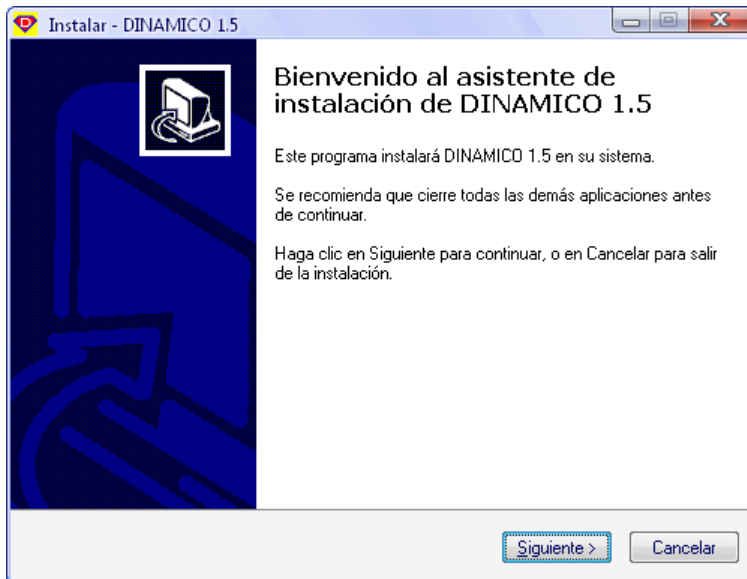 Instalar - DINAMICO 1.5
Bienvenido al asistente de
instalación de DINAMICO 1.5
Este programa instalará DINAMICO 1.5 en su sistema.
Se recomienda que cierre todas las demás aplicaciones antes
de continuar.
Haga clic en Siguiente para continuar, o en Cancelar para salir
de la instalación.
Siguiente > Cancelar